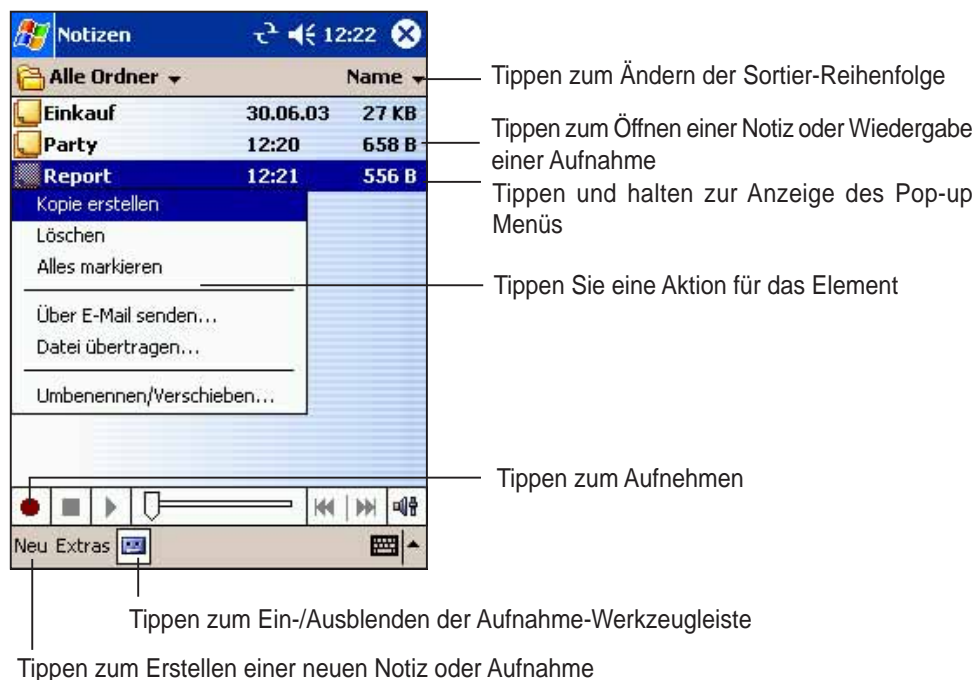 Notizen 12:22
Alle Ordner Name
Tippen zum Ändern der Sortier-Reihenfolge
Einkauf 30.06.03 27 KB
Party 12:20 658 B
Tippen zum Öffnen einer Notiz oder Wiedergabe
einer Aufnahme
Report 12:21 556 B
Tippen und halten zur Anzeige des Pop-up
Menüs
Kopie erstellen
Löschen
Alles markieren
Tippen Sie eine Aktion für das Element
Über E-Mail senden...
Datei übertragen...
Umbenennen/Verschieben...
Tippen zum Aufnehmen
Neu Extras
Tippen zum Ein-/Ausblenden der Aufnahme-Werkzeugleiste
Tippen zum Erstellen einer neuen Notiz oder Aufnahme